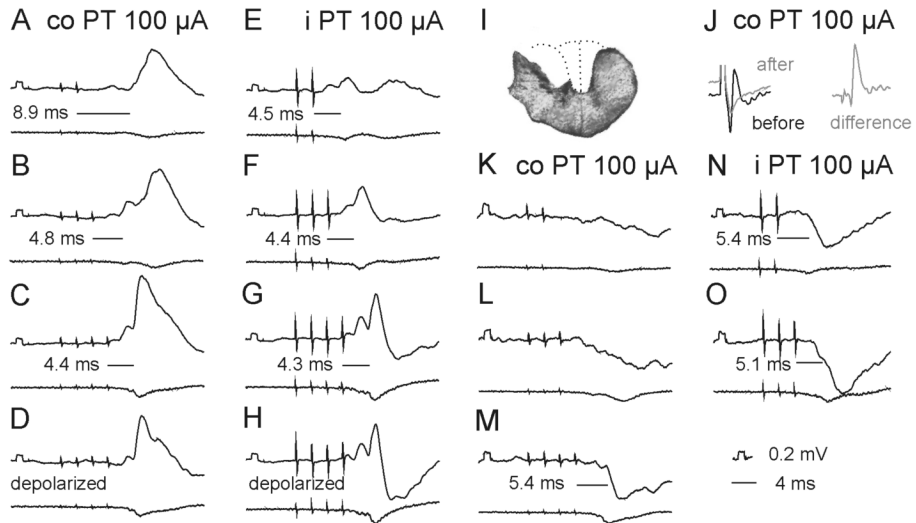 A co PT 100 µA
8.9 ms
B
4.8 ms
C
4.4 ms
D
depolarized
E i PT 100 µA
4.5 ms
F
4.4 ms
G
4.3 ms
H
depolarized
I
J co PT 100 µA
after
before
difference
K co PT 100 µA
L
M
5.4 ms
N i PT 100 µA
5.4 ms
O
5.1 ms
0.2 mV
4 ms